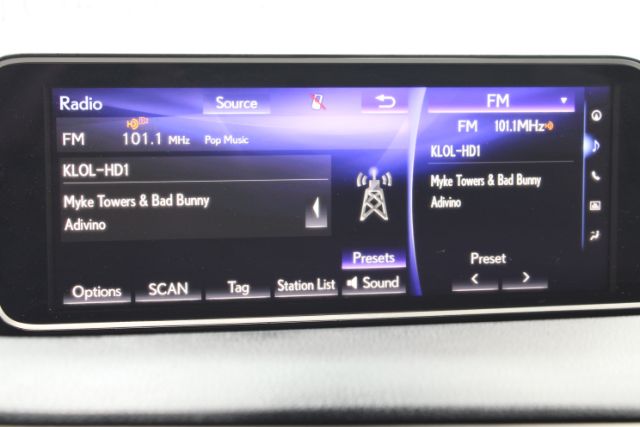 Radio
Source
FM 101.1 MHz Pop Music
KLOL-HD1
Myke Towers & Bad Bunny
Adivino
Presets
Options
SCAN
Tag
Station List
Sound
FM
FM 101.1MHz
KLOL-HD1
Myke Towers & Bad Bunny
Adivino
Preset
< >